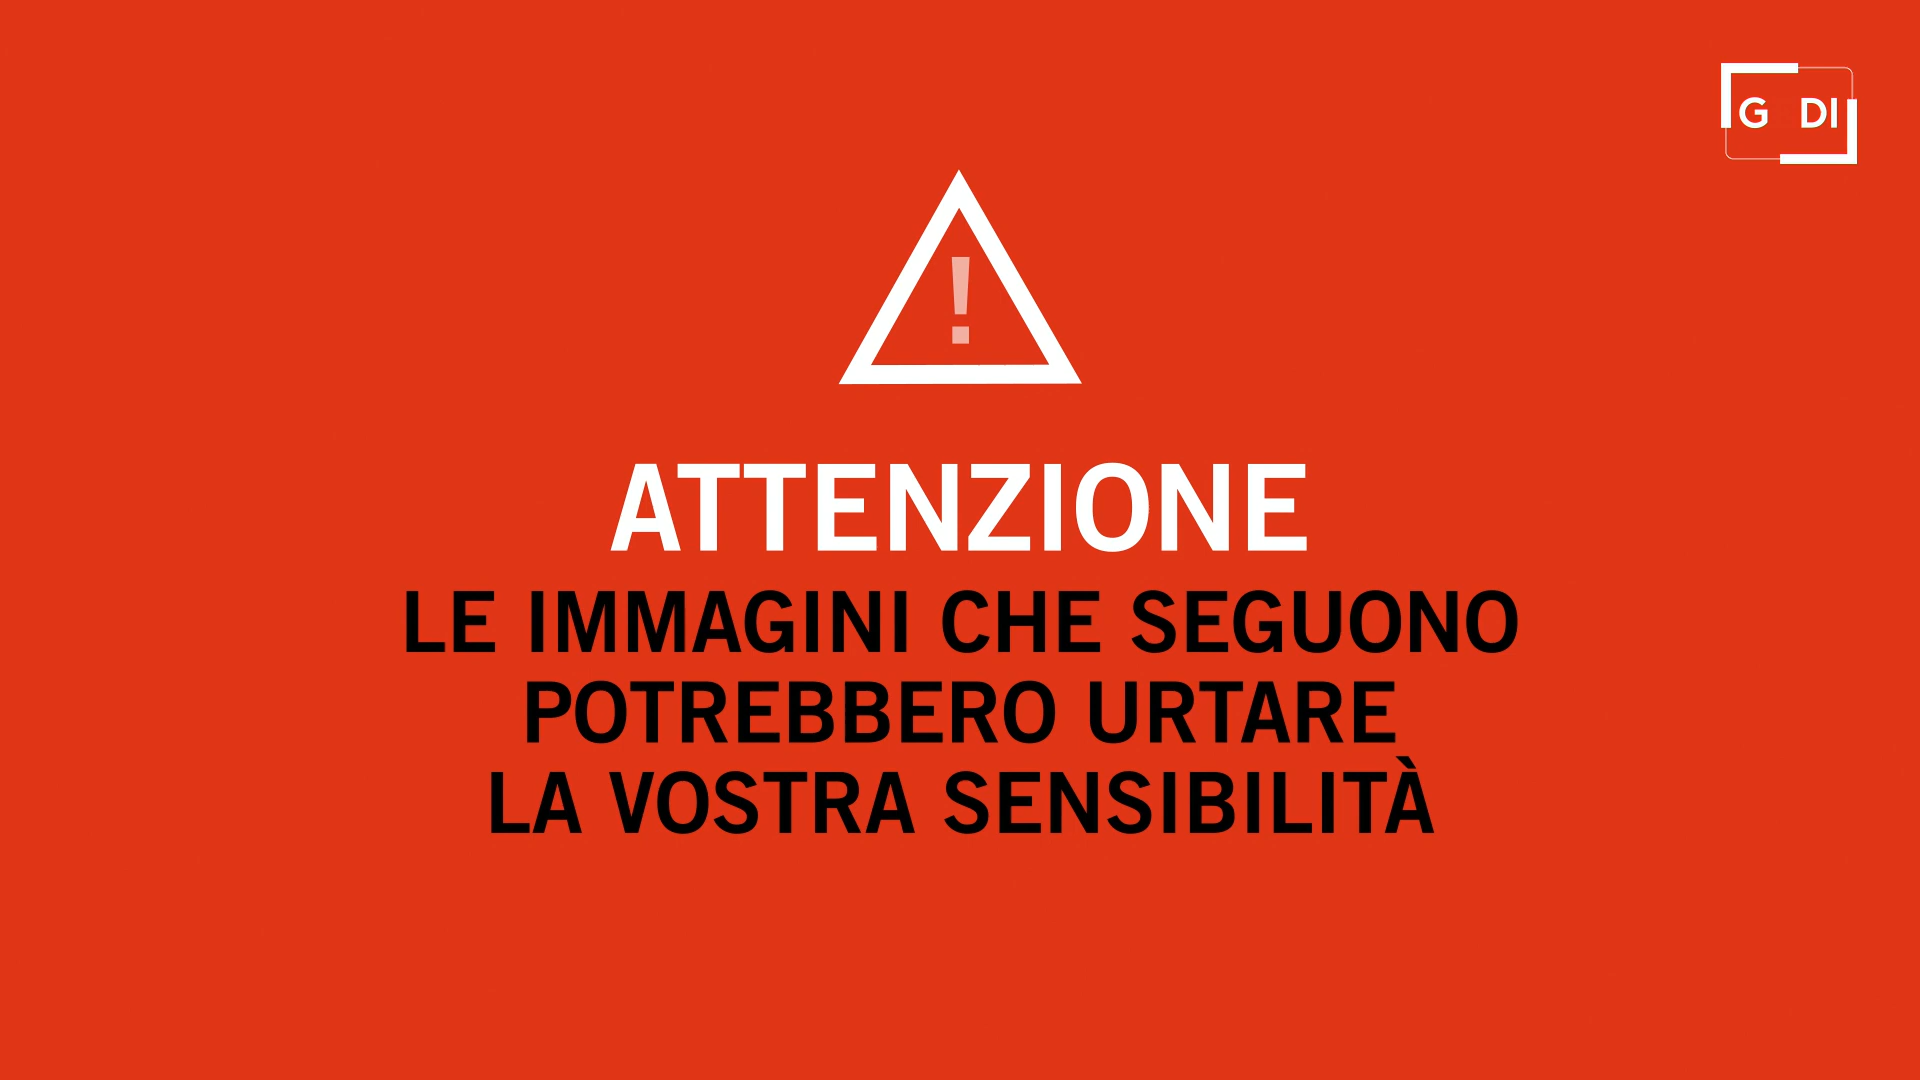 G DI
!
ATTENZIONE
LE IMMAGINI CHE SEGUONO
POTREBBERO URTARE
LA VOSTRA SENSIBILITÀ